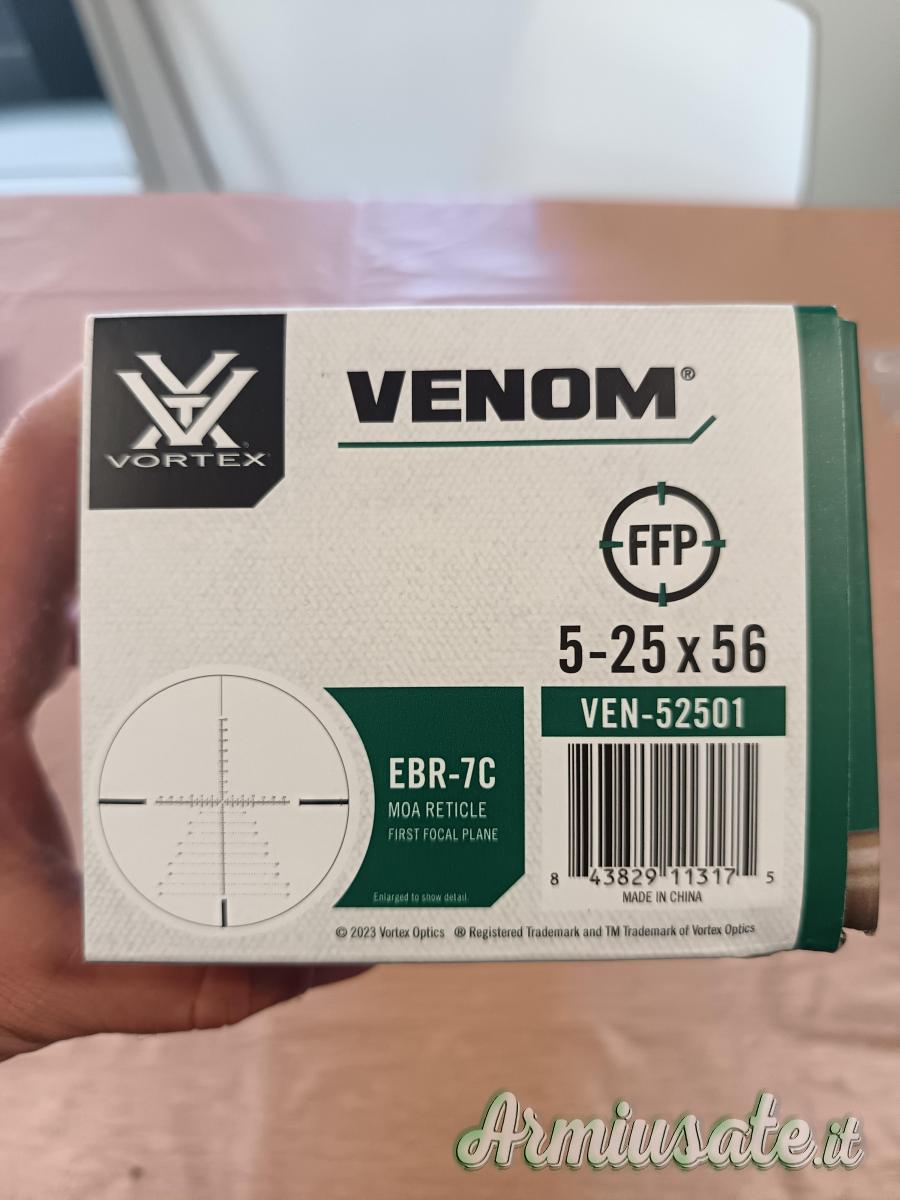 VORTEX®
VENOM®
FFP
5-25 x 56
VEN-52501
EBR-7C
MOA RETICLE
FIRST FOCAL PLANE
Enlarged to show detail.
8 43829 11317 5
MADE IN CHINA
© 2023 Vortex Optics ® Registered Trademark and TM Trademark of Vortex Optics
Armiusate.it